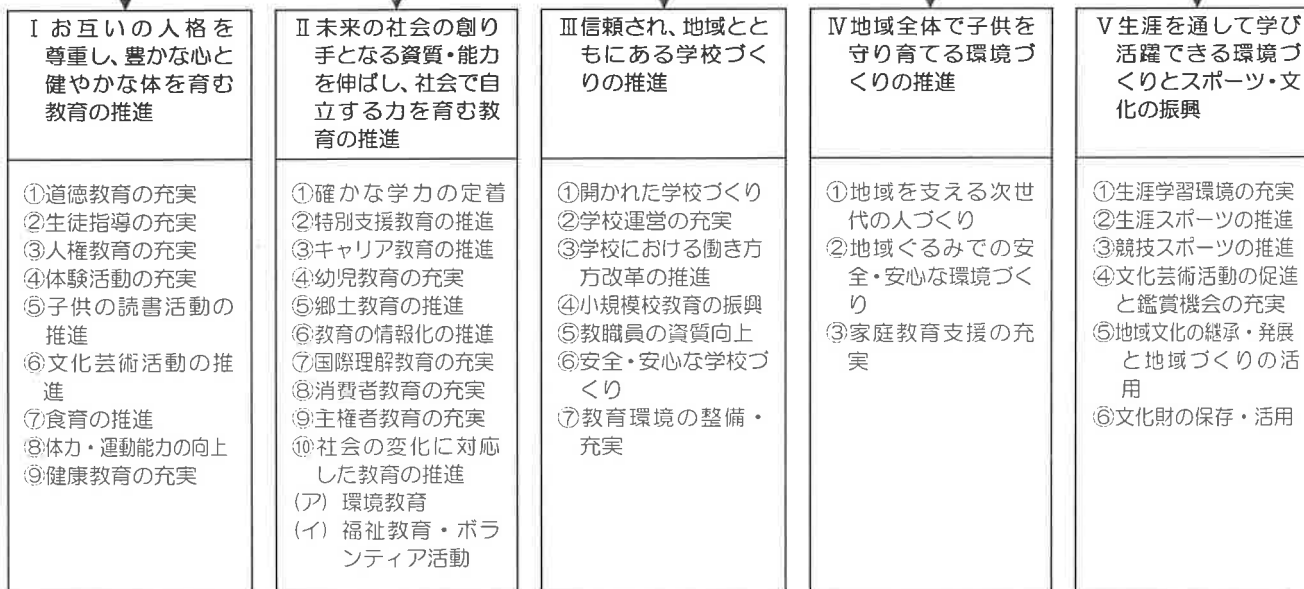 Ⅰ お互いの人格を
尊重し、豊かな心と
健やかな体を育む
教育の推進
①道徳教育の充実
②生徒指導の充実
③人権教育の充実
④体験活動の充実
⑤子供の読書活動の
推進
⑥文化芸術活動の推
進
⑦食育の推進
⑧体力・運動能力の向上
⑨健康教育の充実
Ⅱ未来の社会の創り
手となる資質・能力
を伸ばし、社会で自
立する力を育む教
育の推進
①確かな学力の定着
②特別支援教育の推進
③キャリア教育の推進
④幼児教育の充実
⑤郷土教育の推進
⑥教育の情報化の推進
⑦国際理解教育の充実
⑧消費者教育の充実
⑨主権者教育の充実
⑩社会の変化に対応
した教育の推進
(ア) 環境教育
(イ) 福祉教育・ボラ
ンティア活動
Ⅲ信頼され、地域とと
もにある学校づく
りの推進
①開かれた学校づくり
②学校運営の充実
③学校における働き方
方改革の推進
④小規模校教育の振興
⑤教職員の資質向上
⑥安全・安心な学校づ
くり
⑦教育環境の整備・
充実
Ⅳ地域全体で子供を
守り育てる環境づ
くりの推進
①地域を支える次世
代の人づくり
②地域ぐるみでの安
全・安心な環境づく
り
③家庭教育支援の充
実
Ⅴ生涯を通して学び
活躍できる環境づ
くりとスポーツ・文
化の振興
①生涯学習環境の充実
②生涯スポーツの推進
③競技スポーツの推進
④文化芸術活動の促進
と鑑賞機会の充実
⑤地域文化の継承・発展
と地域づくりの活
用
⑥文化財の保存・活用